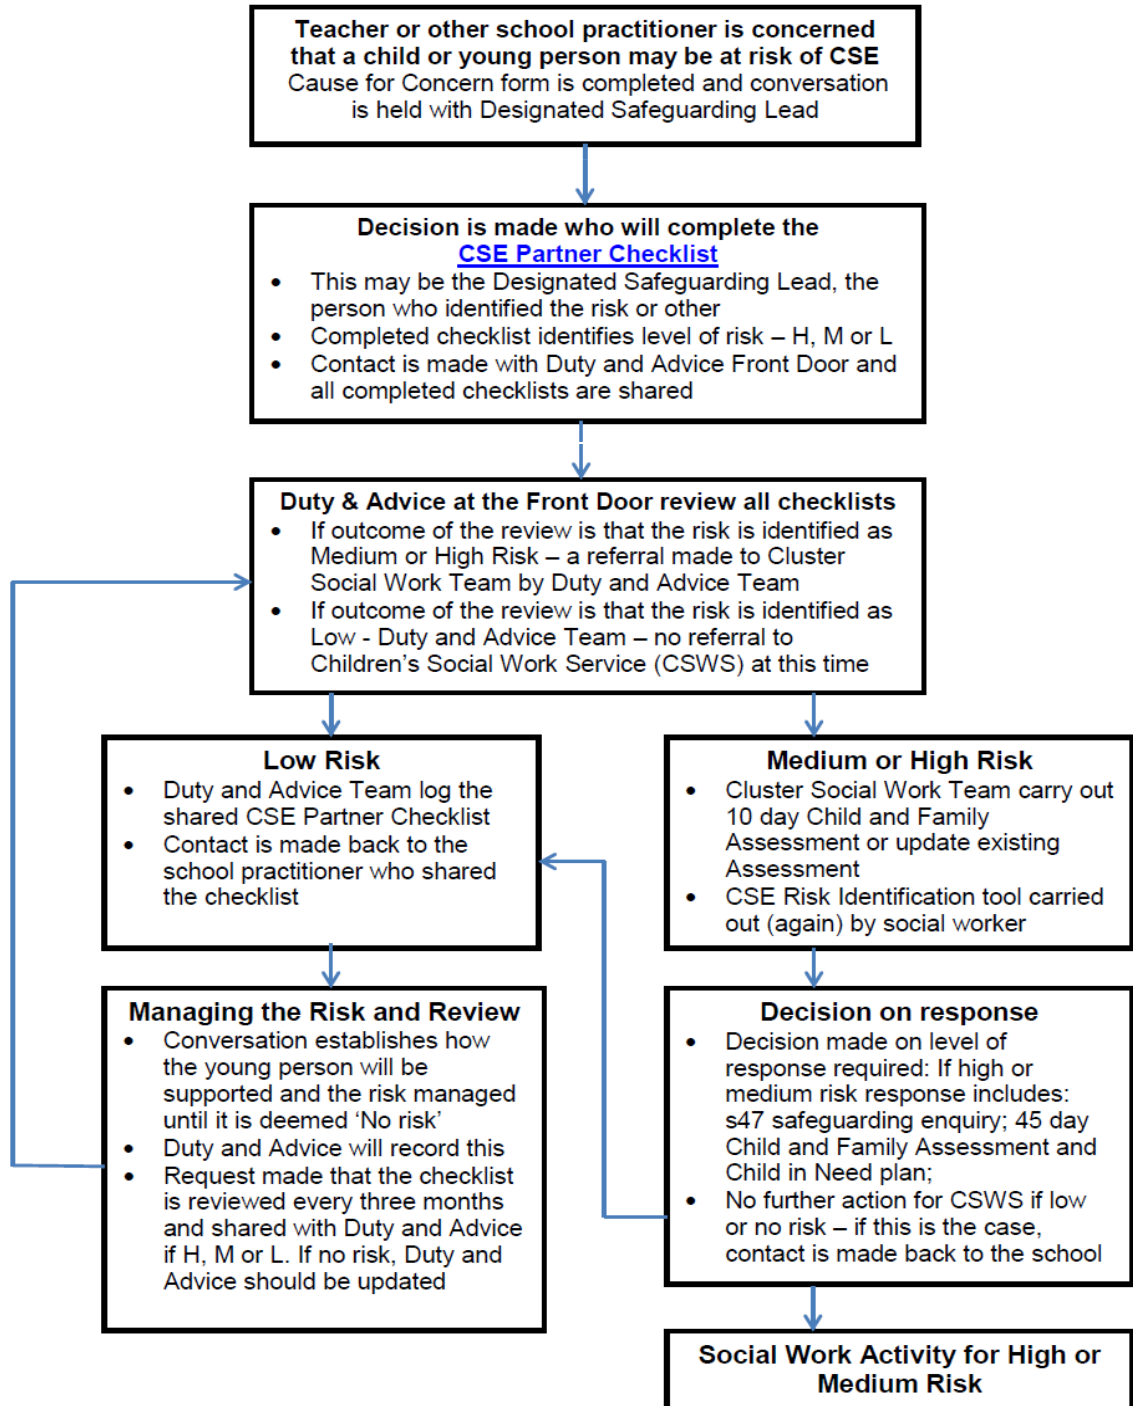 Teacher or other school practitioner is concerned
that a child or young person may be at risk of CSE
Cause for Concern form is completed and conversation
is held with Designated Safeguarding Lead
Decision is made who will complete the
CSE Partner Checklist
• This may be the Designated Safeguarding Lead, the
person who identified the risk or other
• Completed checklist identifies level of risk – H, M or L
• Contact is made with Duty and Advice Front Door and
all completed checklists are shared
Duty & Advice at the Front Door review all checklists
• If outcome of the review is that the risk is identified as
Medium or High Risk – a referral made to Cluster
Social Work Team by Duty and Advice Team
• If outcome of the review is that the risk is identified as
Low - Duty and Advice Team – no referral to
Children’s Social Work Service (CSWS) at this time
Low Risk
• Duty and Advice Team log the
shared CSE Partner Checklist
• Contact is made back to the
school practitioner who shared
the checklist
Medium or High Risk
• Cluster Social Work Team carry out
10 day Child and Family
Assessment or update existing
Assessment
• CSE Risk Identification tool carried
out (again) by social worker
Managing the Risk and Review
• Conversation establishes how
the young person will be
supported and the risk managed
until it is deemed ‘No risk’
• Duty and Advice will record this
• Request made that the checklist
is reviewed every three months
and shared with Duty and Advice
if H, M or L. If no risk, Duty and
Advice should be updated
Decision on response
• Decision made on level of
response required: If high or
medium risk response includes:
s47 safeguarding enquiry; 45 day
Child and Family Assessment and
Child in Need plan;
• No further action for CSWS if low
or no risk – if this is the case,
contact is made back to the school
Social Work Activity for High or
Medium Risk